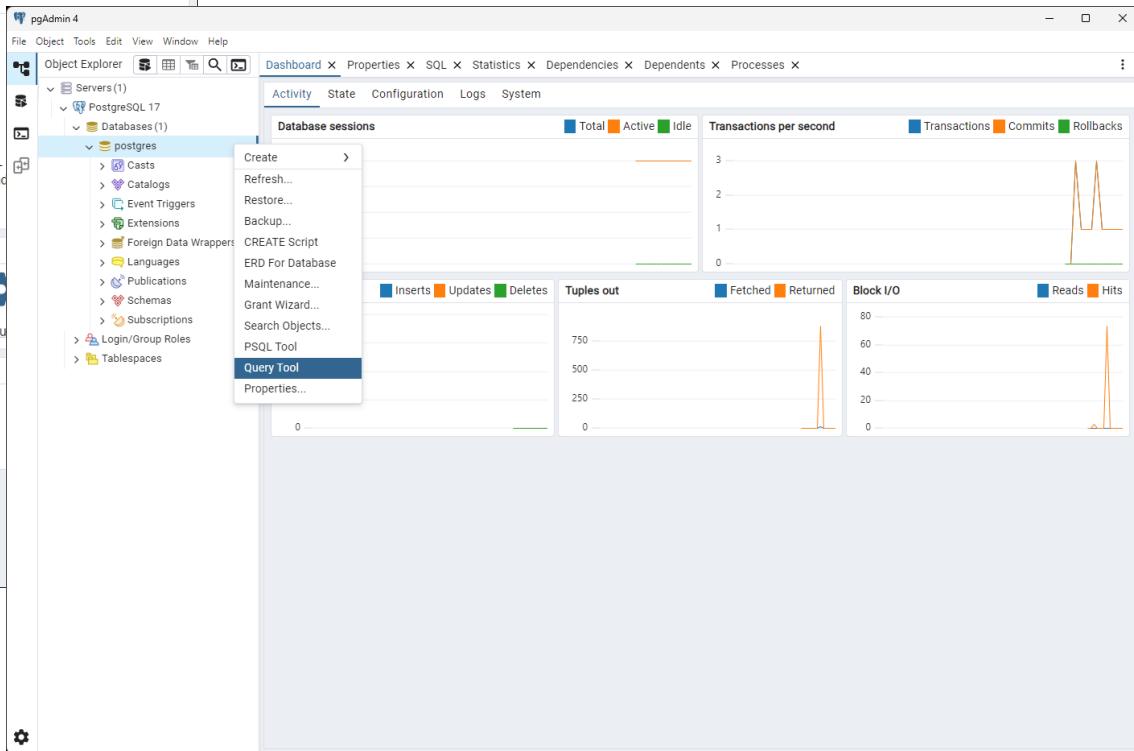 pgAdmin 4
File Object Tools Edit View Window Help
Object Explorer
Dashboard Properties SQL Statistics Dependencies Dependents Processes
Servers (1)
PostgreSQL 17
Databases (1)
postgres
Casts
Catalogs
Event Triggers
Extensions
Foreign Data Wrappers
Languages
Publications
Schemas
Subscriptions
Login/Group Roles
Tablespaces
Create
Refresh...
Restore...
Backup...
CREATE Script
ERD For Database
Maintenance...
Grant Wizard...
Search Objects...
PSQL Tool
Query Tool
Properties...
Activity State Configuration Logs System
Database sessions Total Active Idle
Transactions per second Transactions Commits Rollbacks
3
2
1
0
Inserts Updates Deletes
0
Tuples out Fetched Returned
750
500
250
0
Block I/O Reads Hits
80
60
40
20
0